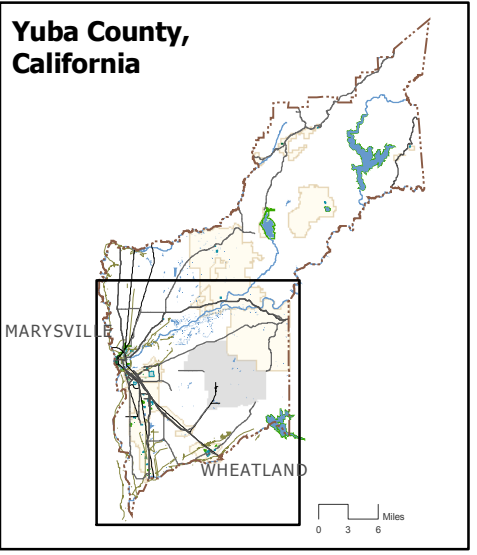 Yuba County,
California
MARYSVILLE
WHEATLAND
Miles
0 3 6